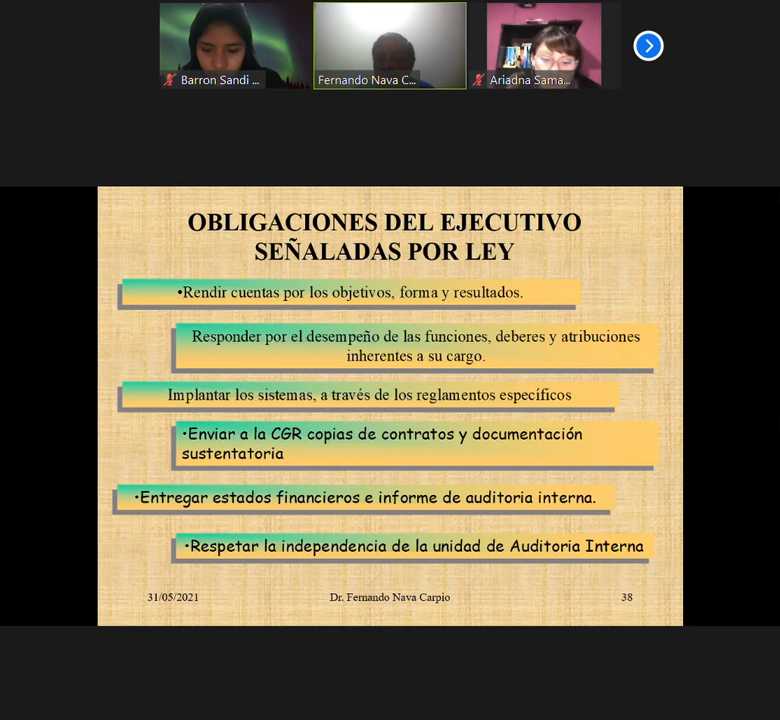 Barron Sandi ...
Fernando Nava C...
Ariadna Sama...
OBLIGACIONES DEL EJECUTIVO
SEÑALADAS POR LEY
•Rendir cuentas por los objetivos, forma y resultados.
Responder por el desempeño de las funciones, deberes y atribuciones
inherentes a su cargo.
Implantar los sistemas, a través de los reglamentos específicos
•Enviar a la CGR copias de contratos y documentación
sustentatoria
•Entregar estados financieros e informe de auditoria interna.
•Respetar la independencia de la unidad de Auditoria Interna
31/05/2021
Dr. Fernando Nava Carpio
38